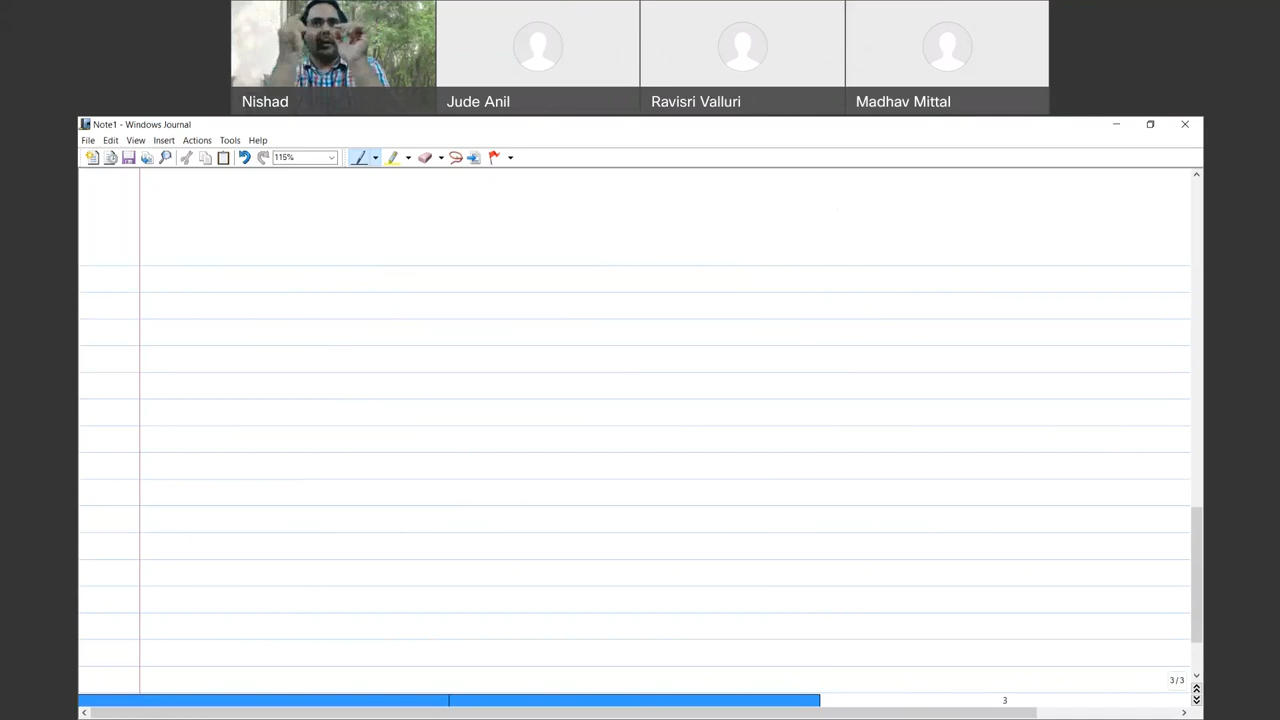 Nishad Jude Anil Ravisri Valluri Madhav Mittal
Note1 - Windows Journal
File Edit View Insert Actions Tools Help
115%
3/3
3